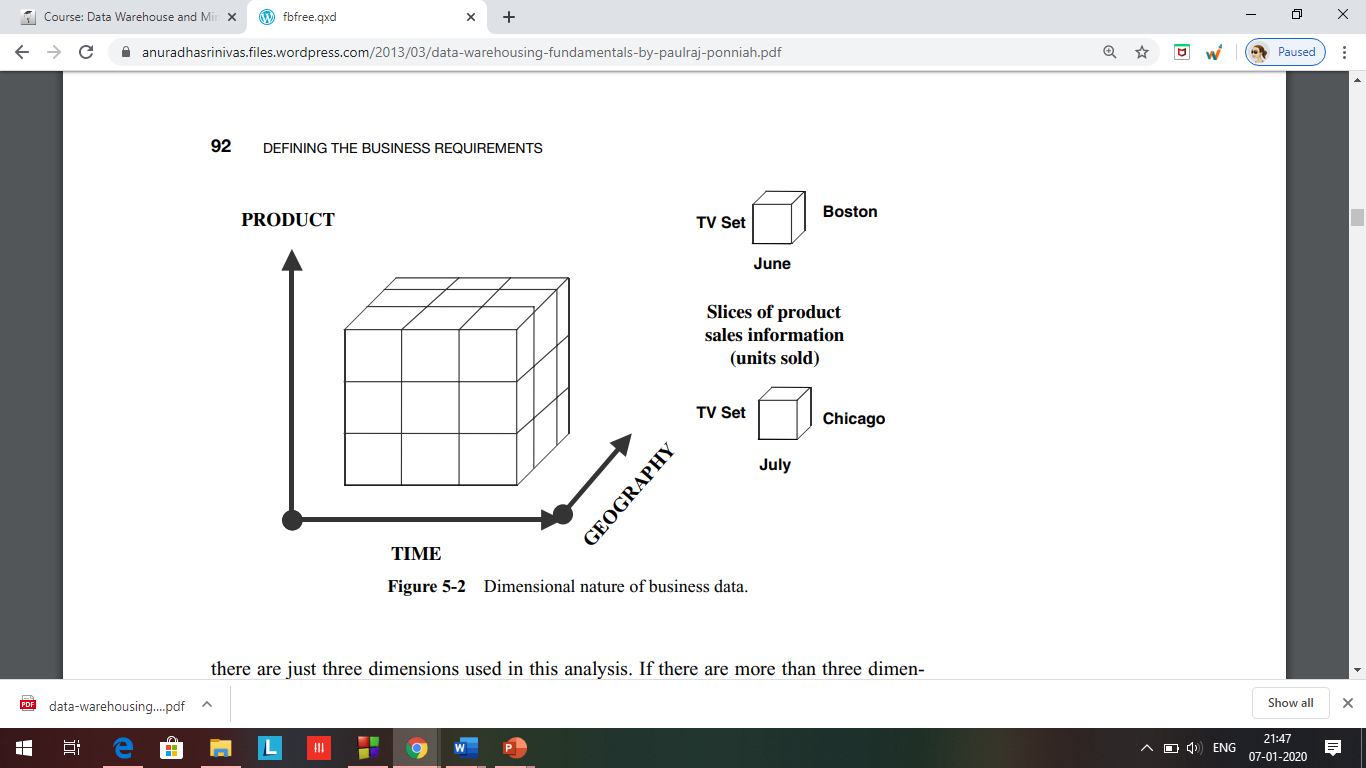 Course: Data Warehouse and Min
fbfree.qxd
anuradhasrinivas.files.wordpress.com/2013/03/data-warehousing-fundamentals-by-paulraj-ponniah.pdf
Paused
92 DEFINING THE BUSINESS REQUIREMENTS
PRODUCT
TV Set
Boston
June
Slices of product
sales information
(units sold)
TV Set
Chicago
July
GEOGRAPHY
TIME
Figure 5-2 Dimensional nature of business data.
there are just three dimensions used in this analysis. If there are more than three dimen-
PDF
data-warehousing....pdf
Show all
ENG
21:47
07-01-2020